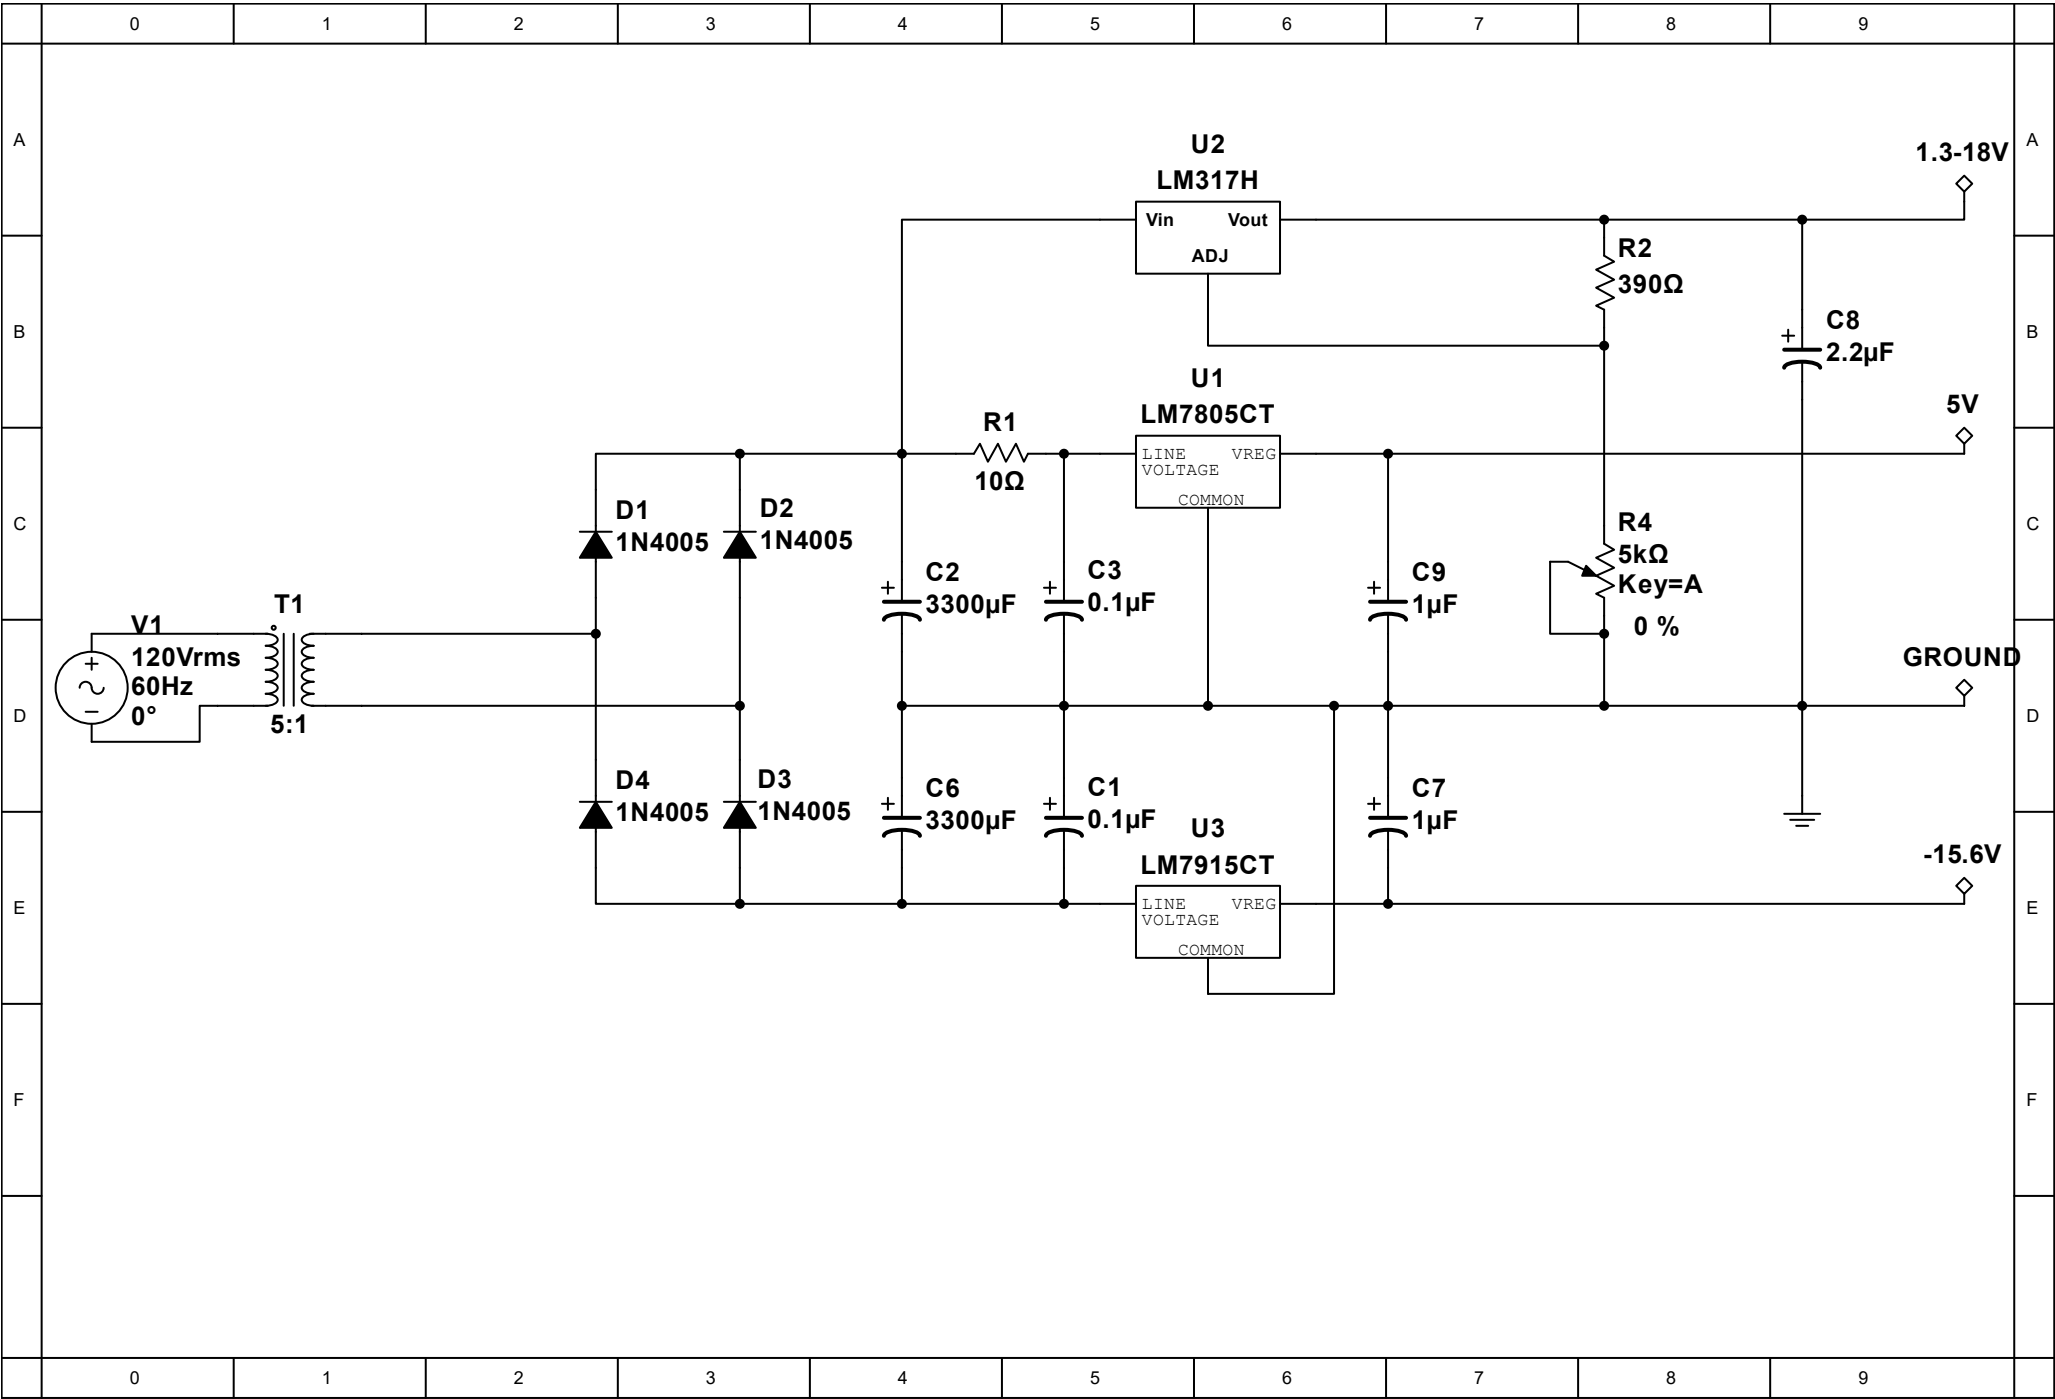 0 1 2 3 4 5 6 7 8 9
A A
B B
C C
D D
E E
F F
U2
LM317H
Vin Vout
ADJ
1.3-18V
R2
390Ω
C8
+
2.2µF
U1
LM7805CT
LINE VREG
VOLTAGE
COMMON
5V
R1
10Ω
D1
1N4005
D2
1N4005
C2
+
3300µF
C3
+
0.1µF
C9
+
1µF
R4
5kΩ
Key=A
0 %
V1
120Vrms
60Hz
0°
+
−
T1
5:1
GROUND
D4
1N4005
D3
1N4005
C6
+
3300µF
C1
+
0.1µF
C7
+
1µF
U3
LM7915CT
LINE VREG
VOLTAGE
COMMON
-15.6V
0 1 2 3 4 5 6 7 8 9